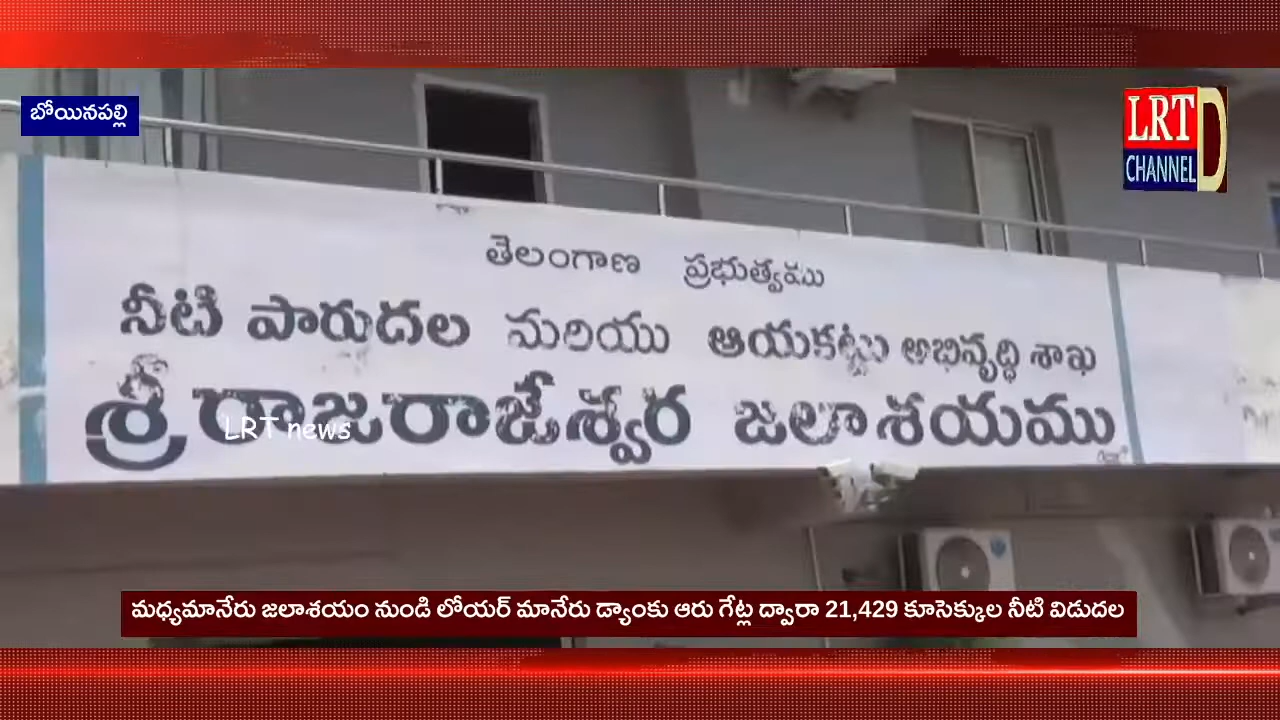 బోయినపల్లి
LRT
CHANNEL
D
తెలంగాణ ప్రభుత్వము
నీటి పారుదల మరియు ఆయకట్టు అభివృద్ధి శాఖ
శ్రీ రాజరాజేశ్వర జలాశయము
LRT news
మధ్యమానేరు జలాశయం నుండి లోయర్ మానేరు డ్యాంకు ఆరు గేట్ల ద్వారా 21,429 కూసెక్కుల నీటి విడుదల